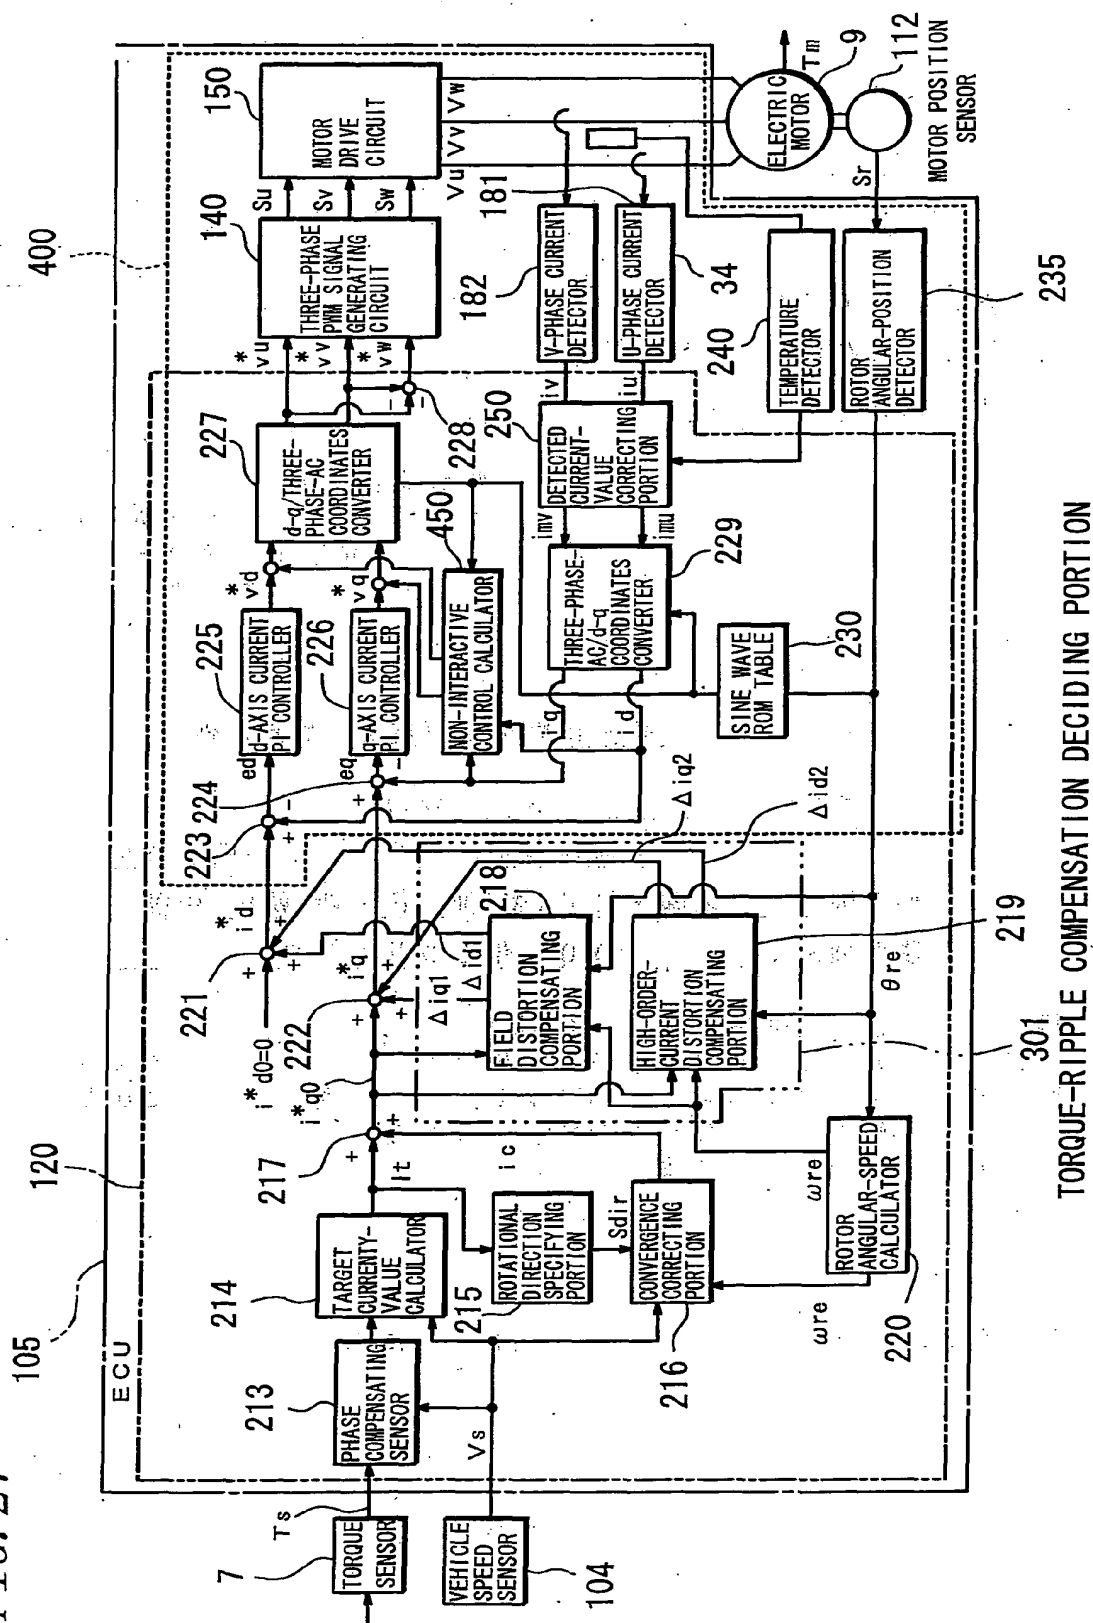 FIG. 27
105
ECU
120
400
7
TORQUE
SENSOR
Ts
VEHICLE
SPEED
SENSOR
104
Vs
213
PHASE
COMPENSATING
SENSOR
214
TARGET
CURRENTY-
VALUE
CALCULATOR
It
215
ROTATIONAL
DIRECTION
SPECIFYING
PORTION
Sdir
216
CONVERGENCE
CORRECTING
PORTION
ic
217
+
+
ωre
ωre
220
ROTOR
ANGULAR-SPEED
CALCULATOR
i*d0=0
i*q0
221
+
+
+
i*d
222
+
+
+
i*q
Δiq1
Δid1
218
FIELD
DISTORTION
COMPENSATING
PORTION
219
HIGH-ORDER-
CURRENT
DISTORTION
COMPENSATING
PORTION
301
θre
Δiq2
Δid2
223
+
-
ed
224
+
-
eq
225
d-AXIS CURRENT
PI CONTROLLER
v*d
226
q-AXIS CURRENT
PI CONTROLLER
v*q
450
NON-INTERACTIVE
CONTROL CALCULATOR
iq
id
227
d-q/THREE-
PHASE-AC
COORDINATES
CONVERTER
228
-
-
v*u
v*v
v*w
229
THREE-PHASE-
AC/d-q
COORDINATES
CONVERTER
230
SINE WAVE
ROM TABLE
imv
imu
250
DETECTED
CURRENT-
VALUE
CORRECTING
PORTION
iv
iu
182
V-PHASE CURRENT
DETECTOR
181
U-PHASE CURRENT
DETECTOR
34
240
TEMPERATURE
DETECTOR
235
ROTOR
ANGULAR-POSITION
DETECTOR
140
THREE-PHASE
PWM SIGNAL
GENERATING
CIRCUIT
Su
Sv
Sw
150
MOTOR
DRIVE
CIRCUIT
Vu
Vv
Vw
ELECTRIC
MOTOR
Tm
9
112
Sr
MOTOR POSITION
SENSOR
TORQUE-RIPPLE COMPENSATION DECIDING PORTION